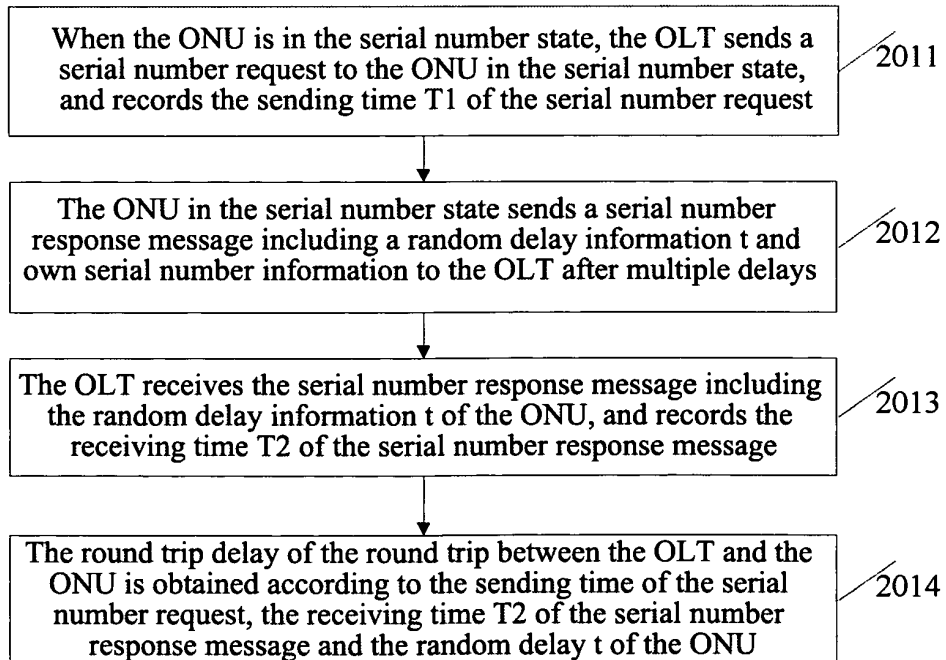 When the ONU is in the serial number state, the OLT sends a
serial number request to the ONU in the serial number state,
and records the sending time T1 of the serial number request
2011
The ONU in the serial number state sends a serial number
response message including a random delay information t and
own serial number information to the OLT after multiple delays
2012
The OLT receives the serial number response message including
the random delay information t of the ONU, and records the
receiving time T2 of the serial number response message
2013
The round trip delay of the round trip between the OLT and the
ONU is obtained according to the sending time of the serial
number request, the receiving time T2 of the serial number
response message and the random delay t of the ONU
2014